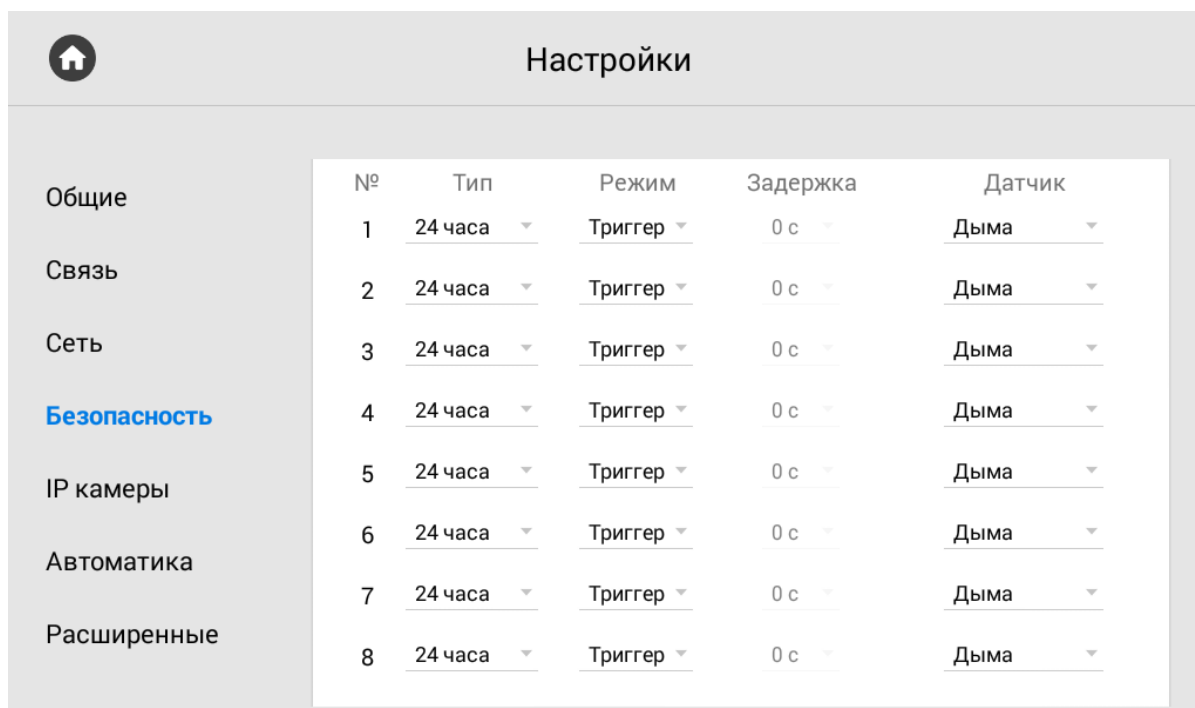 Настройки
Общие
Связь
Сеть
Безопасность
IP камеры
Автоматика
Расширенные
№ Тип Режим Задержка Датчик
1 24 часа Триггер 0 с Дыма
2 24 часа Триггер 0 с Дыма
3 24 часа Триггер 0 с Дыма
4 24 часа Триггер 0 с Дыма
5 24 часа Триггер 0 с Дыма
6 24 часа Триггер 0 с Дыма
7 24 часа Триггер 0 с Дыма
8 24 часа Триггер 0 с Дыма